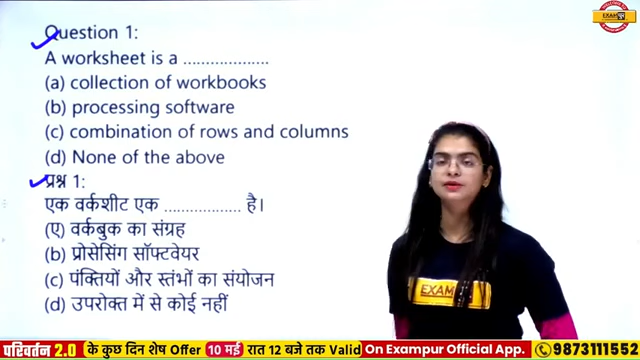 Question 1:
A worksheet is a ...................
(a) collection of workbooks
(b) processing software
(c) combination of rows and columns
(d) None of the above
प्रश्न 1:
एक वर्कशीट एक ................. है।
(ए) वर्कबुक का संग्रह
(b) प्रोसेसिंग सॉफ्टवेयर
(c) पंक्तियों और स्तंभों का संयोजन
(d) उपरोक्त में से कोई नहीं
EXAM
EXAM
परिवर्तन 2.0 के कुछ दिन शेष Offer 10 मई रात 12 बजे तक Valid On Exampur Official App. 9873111552